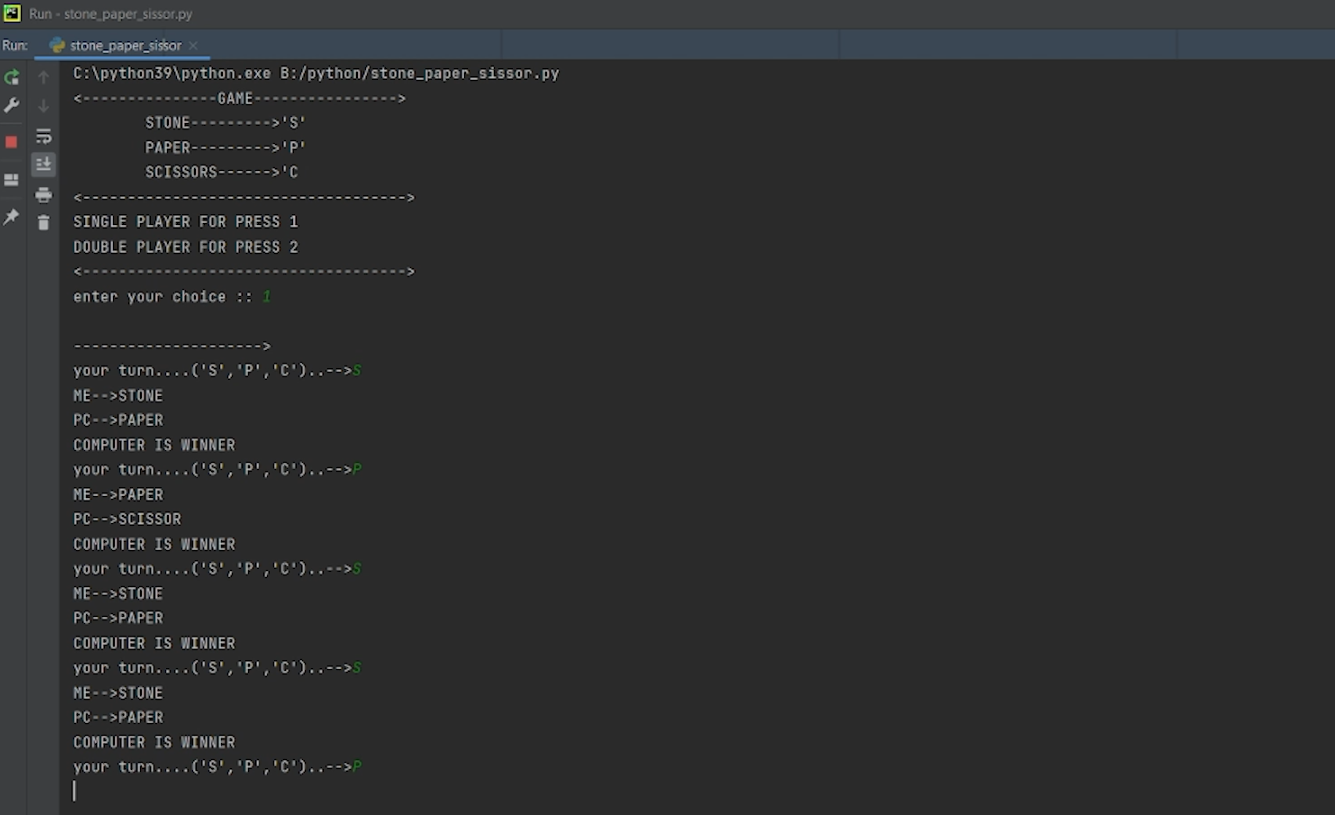 Run - stone_paper_sissor.py
Run: stone_paper_sissor
C:\python39\python.exe B:/python/stone_paper_sissor.py
<---------------GAME---------------->
        STONE--------->'S'
        PAPER--------->'P'
        SCISSORS------>'C
<------------------------------------>
SINGLE PLAYER FOR PRESS 1
DOUBLE PLAYER FOR PRESS 2
<------------------------------------>
enter your choice :: 1
--------------------->
your turn....('S','P','C')..-->S
ME-->STONE
PC-->PAPER
COMPUTER IS WINNER
your turn....('S','P','C')..-->P
ME-->PAPER
PC-->SCISSOR
COMPUTER IS WINNER
your turn....('S','P','C')..-->S
ME-->STONE
PC-->PAPER
COMPUTER IS WINNER
your turn....('S','P','C')..-->S
ME-->STONE
PC-->PAPER
COMPUTER IS WINNER
your turn....('S','P','C')..-->P